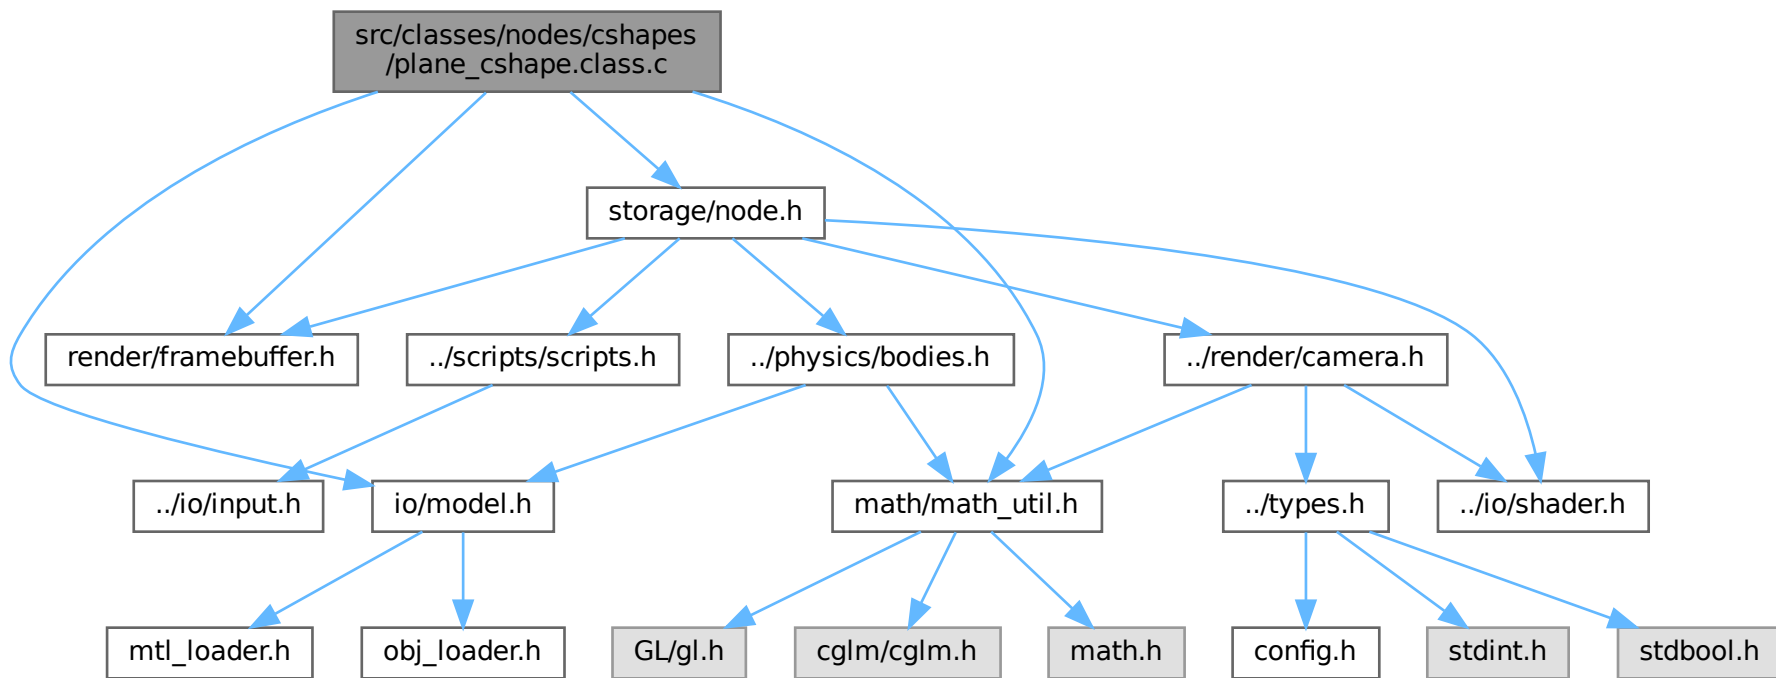 src/classes/nodes/cshapes
/plane_cshape.class.c
storage/node.h
render/framebuffer.h
../scripts/scripts.h
../physics/bodies.h
../render/camera.h
../io/input.h
io/model.h
math/math_util.h
../types.h
../io/shader.h
mtl_loader.h
obj_loader.h
GL/gl.h
cglm/cglm.h
math.h
config.h
stdint.h
stdbool.h